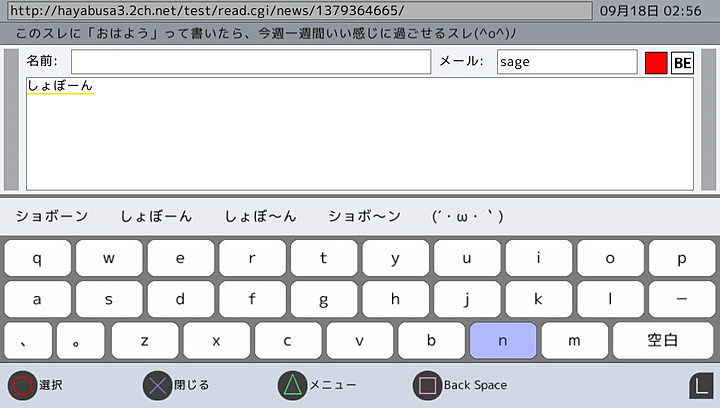 http://hayabusa3.2ch.net/test/read.cgi/news/1379364665/ 09月18日 02:56
このスレに「おはよう」って書いたら、今週一週間いい感じに過ごせるスレ(^o^)ﾉ
名前: メール: sage BE
しょぼーん
ショボーン しょぼーん しょぼ～ん ショボ～ン (´・ω・｀)
q w e r t y u i o p
a s d f g h j k l ー
、 。 z x c v b n m 空白
選択 閉じる メニュー Back Space L